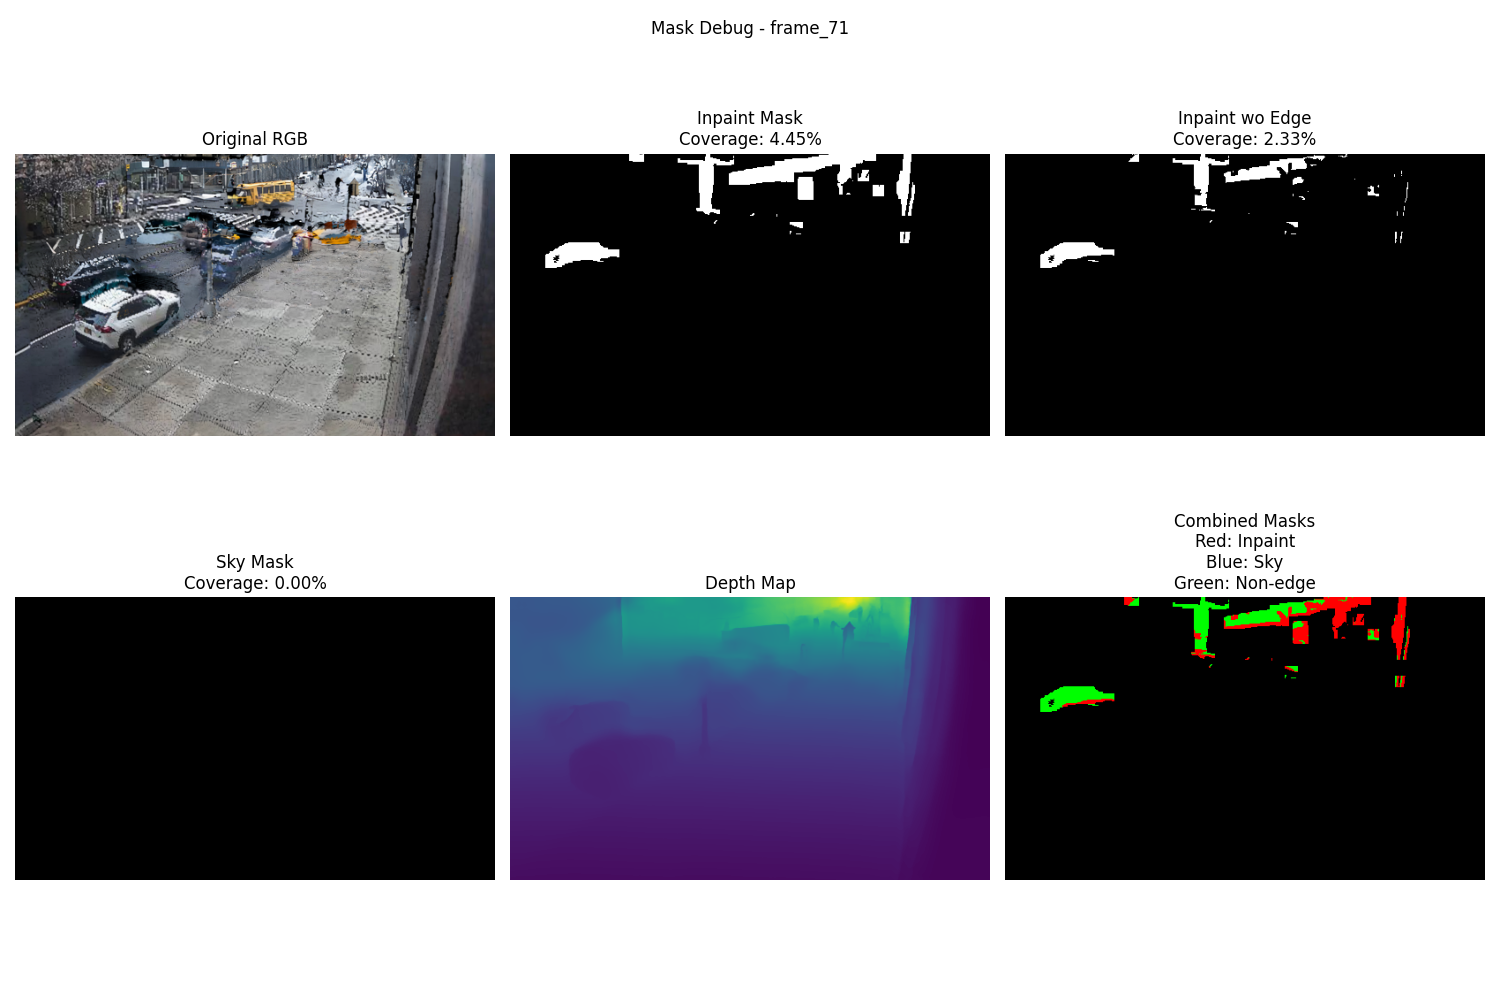 Mask Debug - frame_71
Original RGB
Inpaint Mask
Coverage: 4.45%
Inpaint wo Edge
Coverage: 2.33%
Sky Mask
Coverage: 0.00%
Depth Map
Combined Masks
Red: Inpaint
Blue: Sky
Green: Non-edge